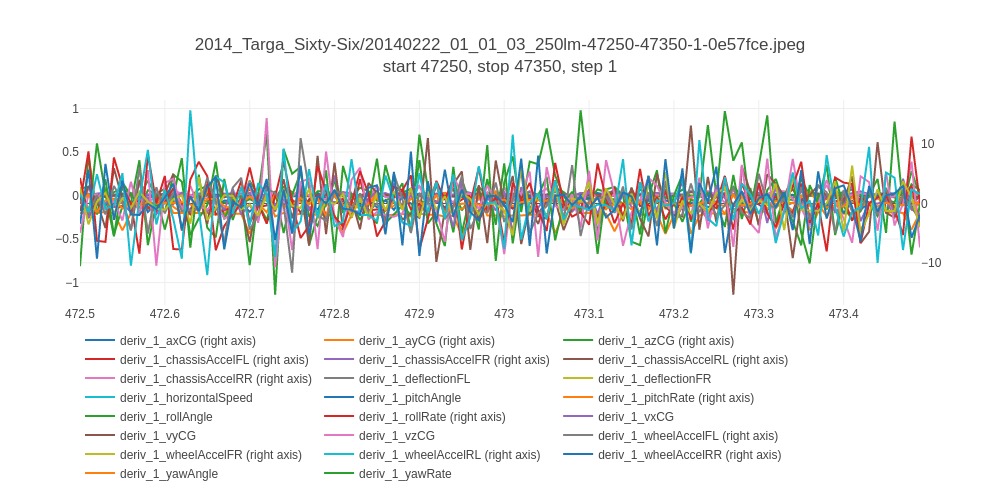 2014_Targa_Sixty-Six/20140222_01_01_03_250lm-47250-47350-1-0e57fce.jpeg
start 47250, stop 47350, step 1
1
0.5
0
−0.5
−1
10
0
−10
472.5 472.6 472.7 472.8 472.9 473 473.1 473.2 473.3 473.4
deriv_1_axCG (right axis) deriv_1_ayCG (right axis) deriv_1_azCG (right axis)
deriv_1_chassisAccelFL (right axis) deriv_1_chassisAccelFR (right axis) deriv_1_chassisAccelRL (right axis)
deriv_1_chassisAccelRR (right axis) deriv_1_deflectionFL deriv_1_deflectionFR
deriv_1_horizontalSpeed deriv_1_pitchAngle deriv_1_pitchRate (right axis)
deriv_1_rollAngle deriv_1_rollRate (right axis) deriv_1_vxCG
deriv_1_vyCG deriv_1_vzCG deriv_1_wheelAccelFL (right axis)
deriv_1_wheelAccelFR (right axis) deriv_1_wheelAccelRL (right axis) deriv_1_wheelAccelRR (right axis)
deriv_1_yawAngle deriv_1_yawRate